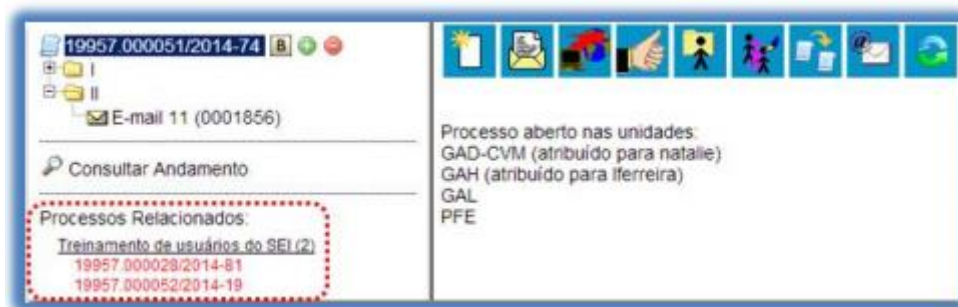 19957.000051/2014-74 B
I
II
E-mail 11 (0001856)
Consultar Andamento
Processos Relacionados:
Treinamento de usuários do SEI (2)
19957.000028/2014-81
19957.000052/2014-19
Processo aberto nas unidades:
GAD-CVM (atribuído para natalie)
GAH (atribuído para lferreira)
GAL
PFE